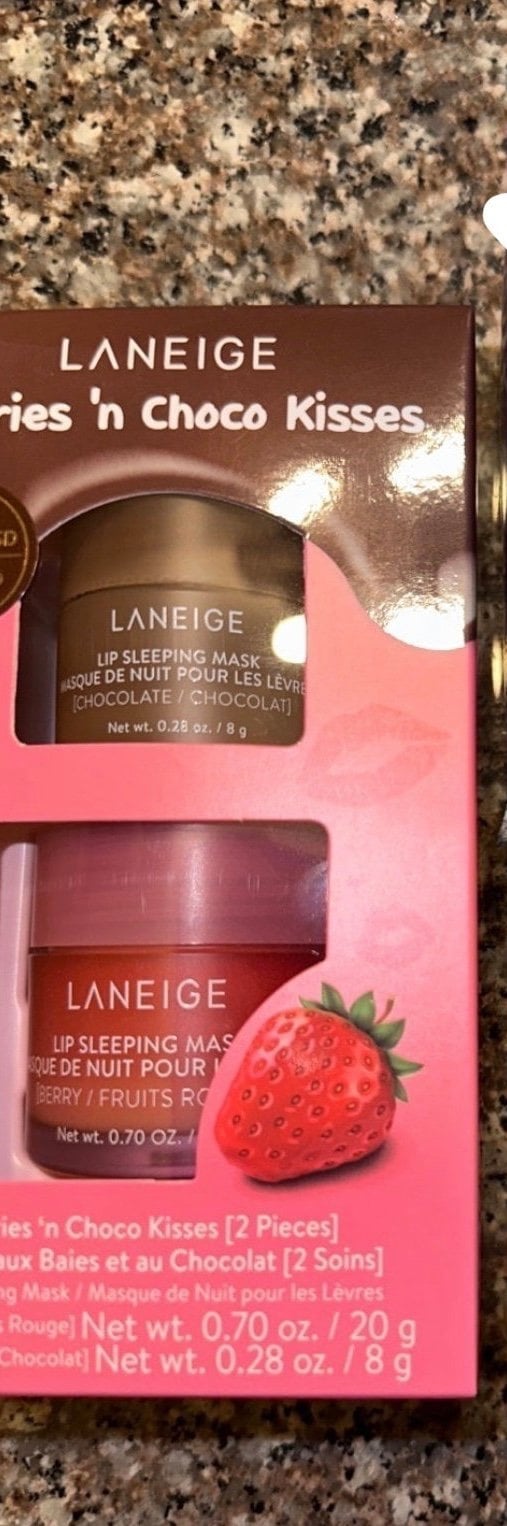 LANEIGE
ries 'n Choco Kisses
LANEIGE
LIP SLEEPING MASK
MASQUE DE NUIT POUR LES LÈVRE
[CHOCOLATE / CHOCOLAT]
Net wt. 0.28 oz. / 8 g
LANEIGE
LIP SLEEPING MAS
SQUE DE NUIT POUR
[BERRY / FRUITS RO
Net wt. 0.70 OZ. /
ries 'n Choco Kisses [2 Pieces]
aux Baies et au Chocolat [2 Soins]
ng Mask / Masque de Nuit pour les Lèvres
s Rouge] Net wt. 0.70 oz. / 20 g
Chocolat] Net wt. 0.28 oz. / 8 g